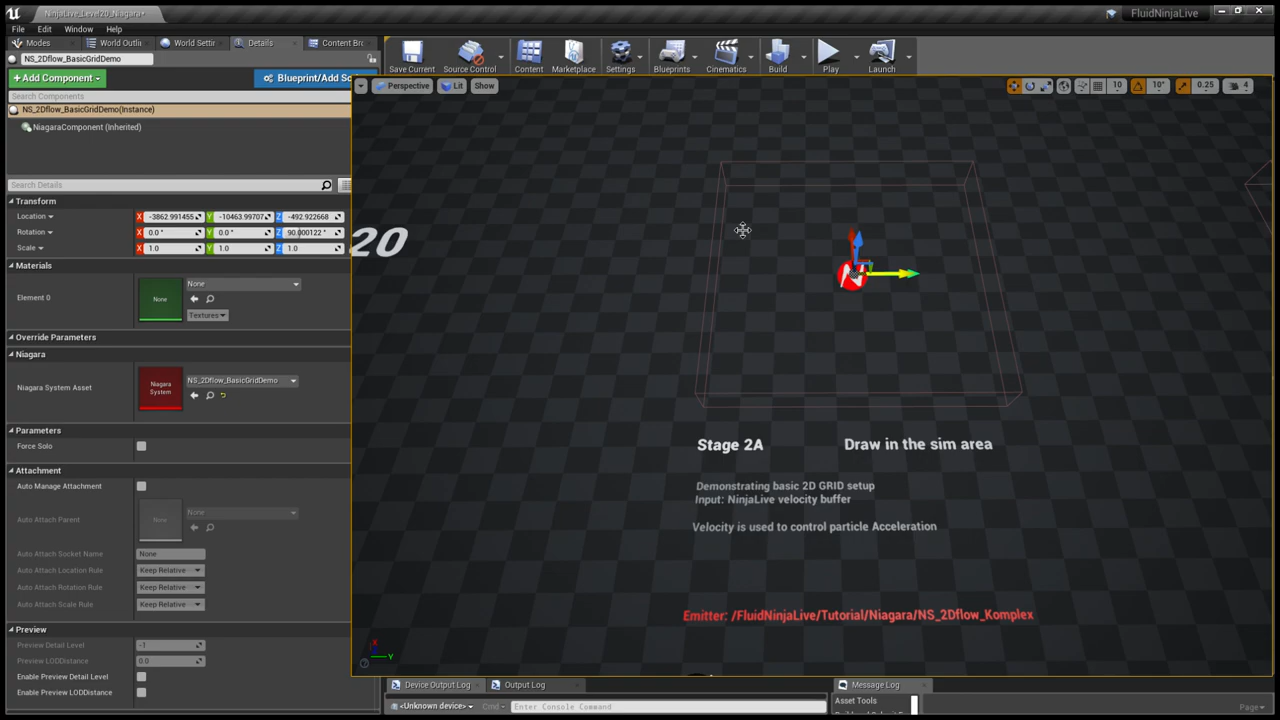 NinjaLive_Level20_Niagara*
FluidNinjaLive
File Edit Window Help
Modes World Outli World Setti Details Content Br
NS_2Dflow_BasicGridDemo
+ Add Component
Blueprint/Add Sc
Search Components
NS_2Dflow_BasicGridDemo(Instance)
NiagaraComponent (Inherited)
Search Details
Transform
Location X -3862.991455 Y -10463.99707 Z -492.922668
Rotation X 0.0 ° Y 0.0 ° Z 90.000122 °
Scale X 1.0 Y 1.0 Z 1.0
Materials
Element 0
None
None
Textures
Override Parameters
Niagara
Niagara System Asset
Niagara System
NS_2Dflow_BasicGridDemo
Parameters
Force Solo
Attachment
Auto Manage Attachment
Auto Attach Parent
None
None
Auto Attach Socket Name None
Auto Attach Location Rule Keep Relative
Auto Attach Rotation Rule Keep Relative
Auto Attach Scale Rule Keep Relative
Preview
Preview Detail Level -1
Preview LODDistance 0.0
Enable Preview Detail Level
Enable Preview LODDistance
Save Current Source Control Content Marketplace Settings Blueprints Cinematics Build Play Launch
Perspective Lit Show
10 10° 0.25 4
20
Stage 2A Draw in the sim area
Demonstrating basic 2D GRID setup
Input: NinjaLive velocity buffer
Velocity is used to control particle Acceleration
Emitter: /FluidNinjaLive/Tutorial/Niagara/NS_2Dflow_Komplex
X
Y
Device Output Log Output Log Message Log
<Unknown device> Cmd Enter Console Command
Asset Tools
Page